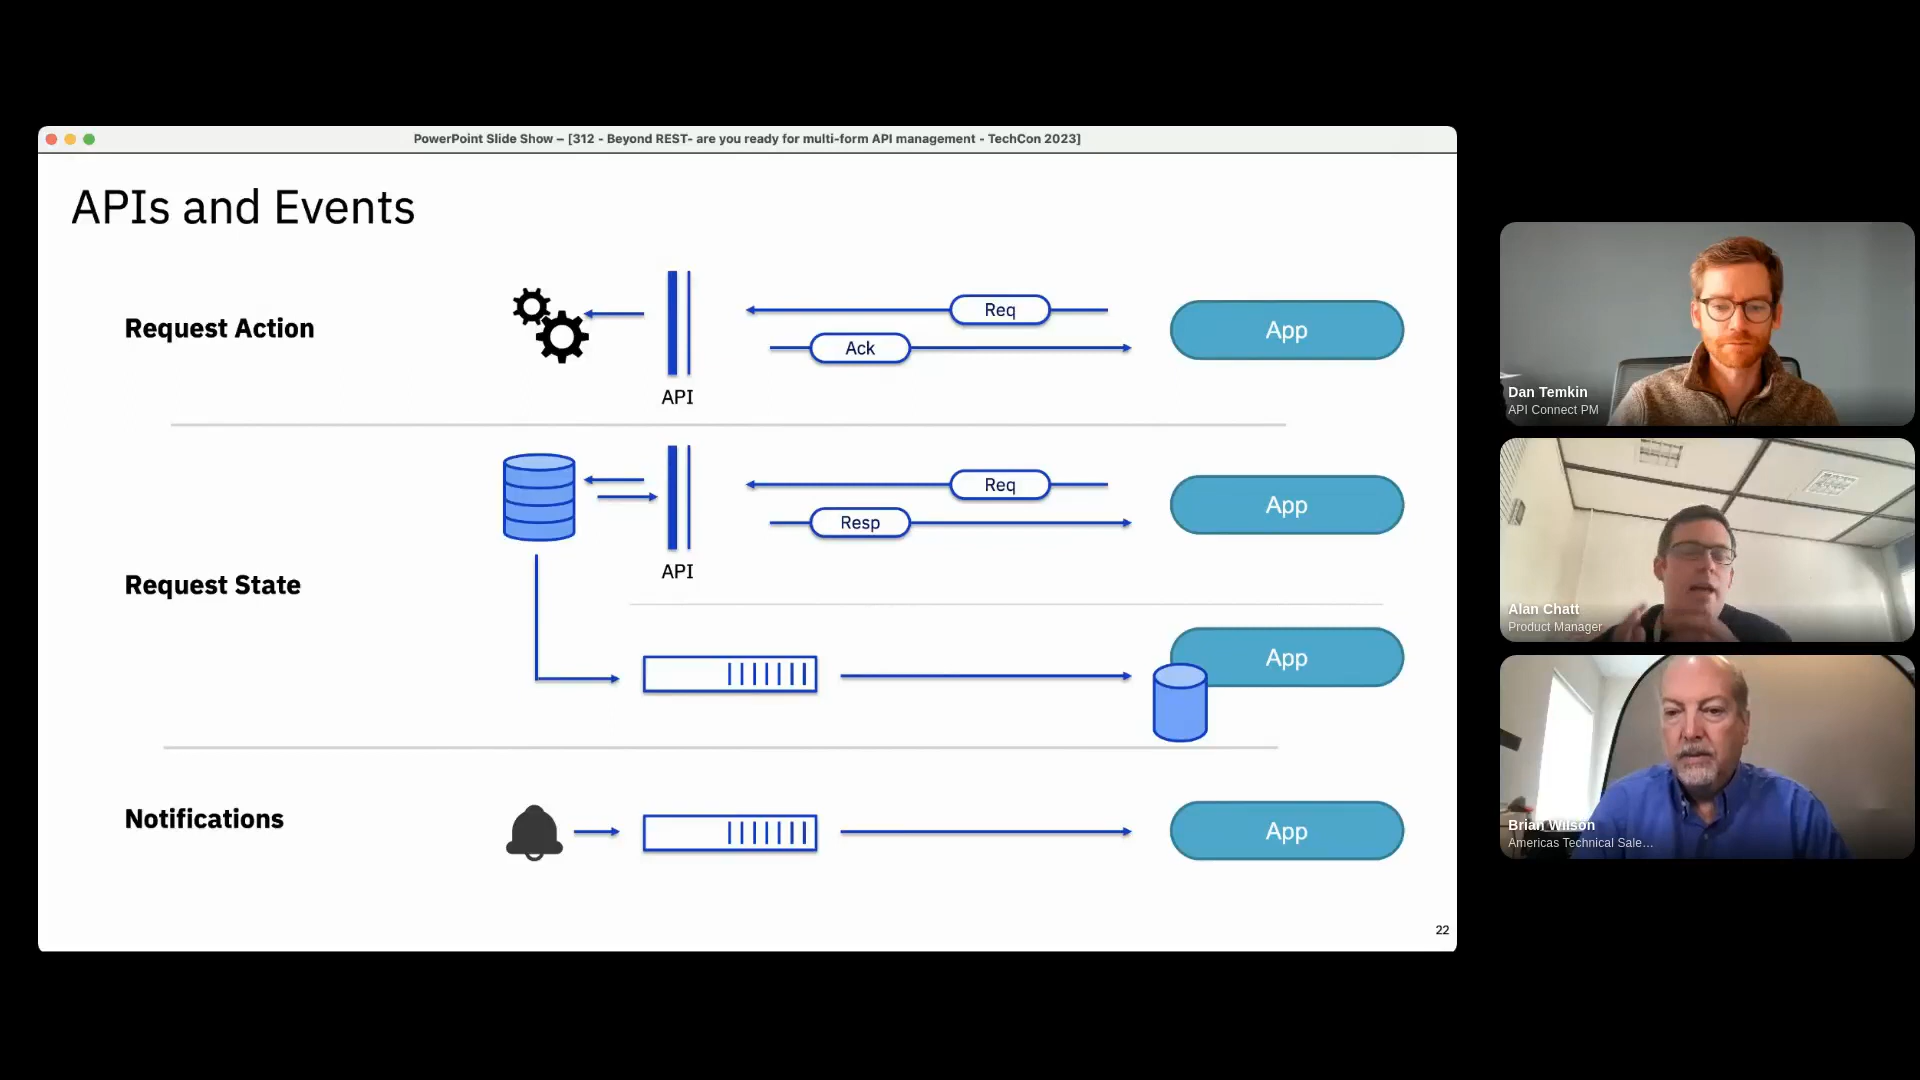 PowerPoint Slide Show – [312 - Beyond REST- are you ready for multi-form API management - TechCon 2023]
APIs and Events
Request Action
API
Req
Ack
App
Request State
API
Req
Resp
App
App
Notifications
App
22
Dan Temkin
API Connect PM
Alan Chatt
Product Manager
Brian Wilson
Americas Technical Sale…